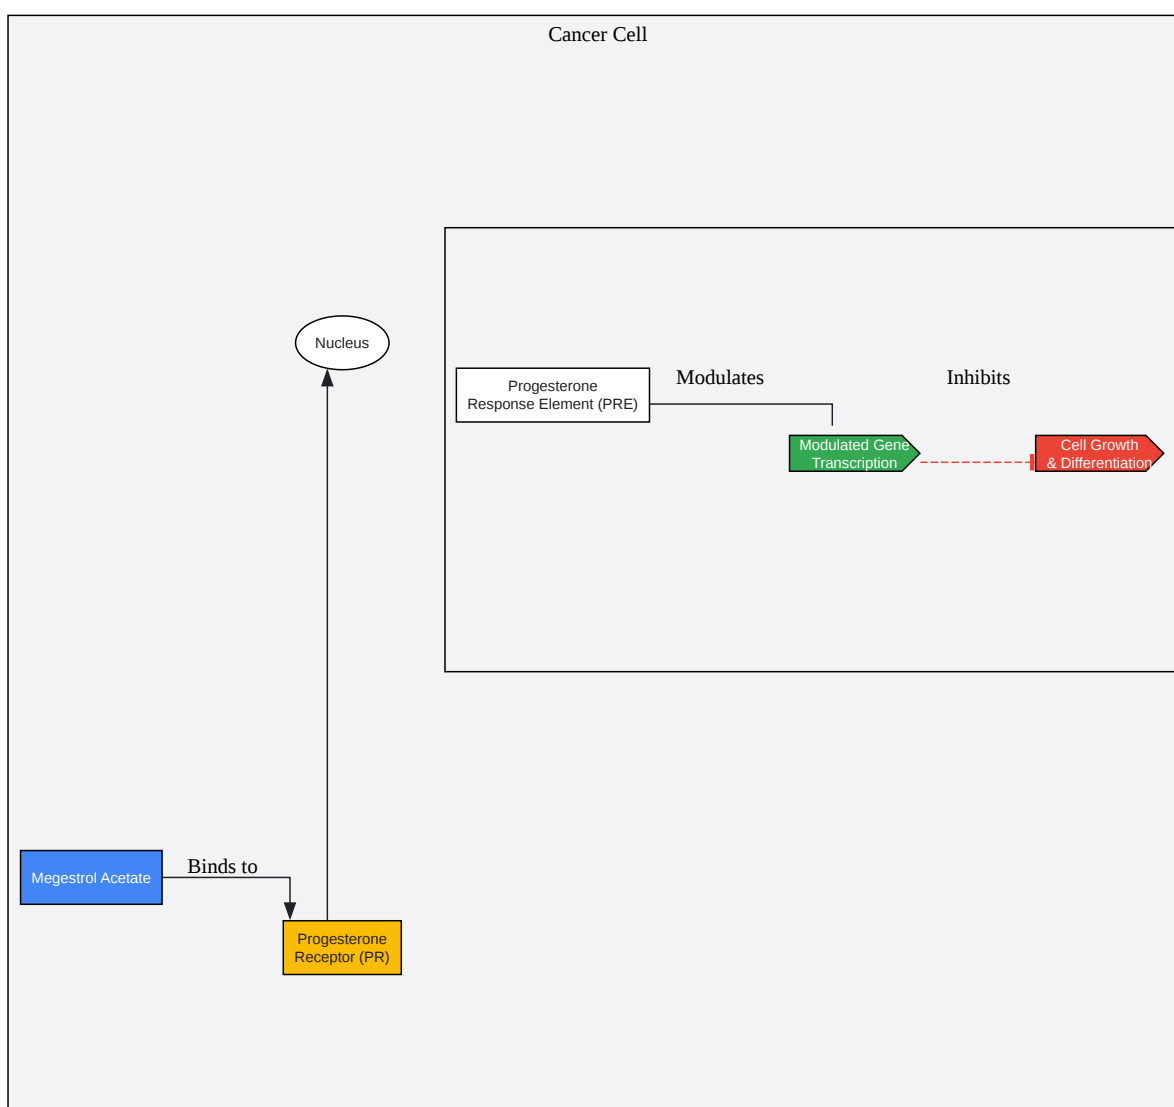 Cancer Cell
Nucleus
Progesterone
Response Element (PRE)
Modulates
Inhibits
Modulated Gene
Transcription
Cell Growth
& Differentiation
Megestrol Acetate
Binds to
Progesterone
Receptor (PR)